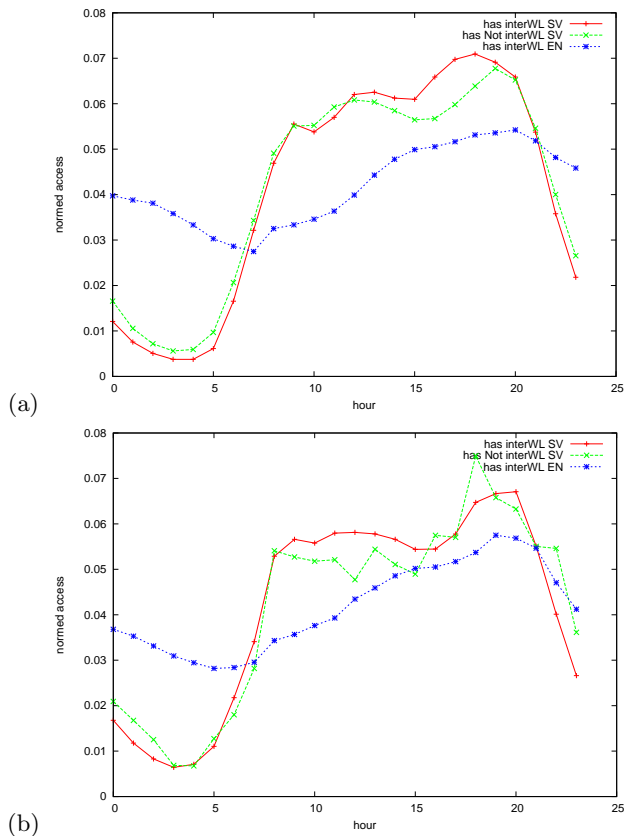 0.08
0.07
0.06
0.05
0.04
0.03
0.02
0.01
0
normed access
has interWL SV
has Not interWL SV
has interWL EN
0 5 10 15 20 25
hour
(a)
0.08
0.07
0.06
0.05
0.04
0.03
0.02
0.01
0
normed access
has interWL SV
has Not interWL SV
has interWL EN
0 5 10 15 20 25
hour
(b)